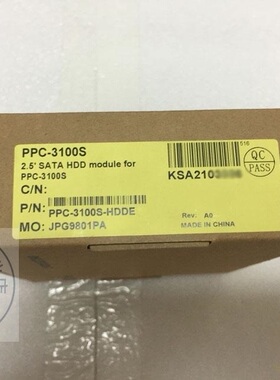 PPC-3100S
2.5' SATA HDD module for
PPC-3100S
C/N:
P/N: PPC-3100S-HDDE
MO: JPG9801PA
516
QC
PASS
KSA210
Rev. A0
MADE IN CHINA